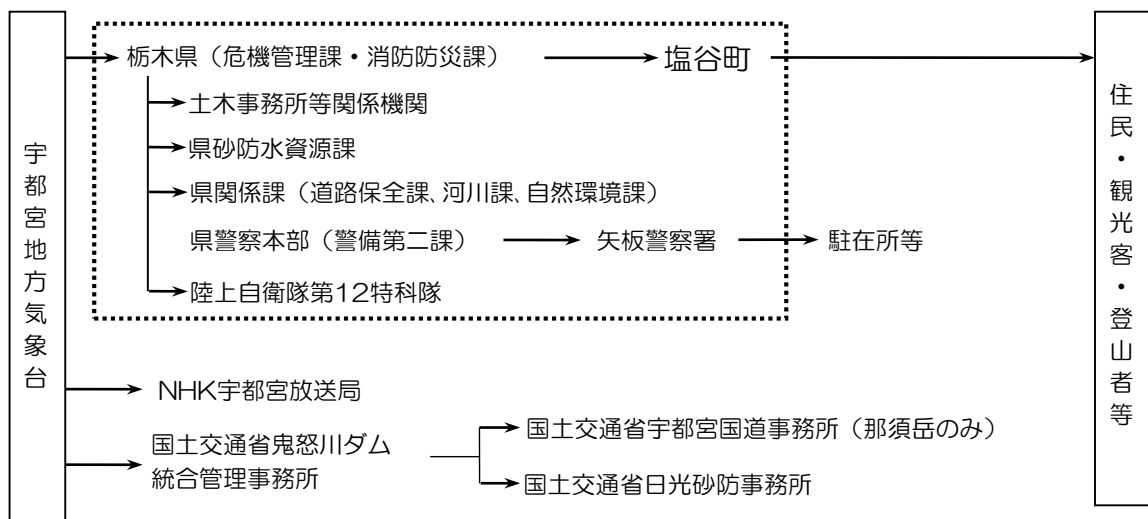 宇都宮地方気象台
栃木県（危機管理課・消防防災課）
塩谷町
土木事務所等関係機関
県砂防水資源課
県関係課（道路保全課、河川課、自然環境課）
県警察本部（警備第二課）
矢板警察署
駐在所等
陸上自衛隊第12特科隊
NHK宇都宮放送局
国土交通省鬼怒川ダム
統合管理事務所
国土交通省宇都宮国道事務所（那須岳のみ）
国土交通省日光砂防事務所
住民・観光客・登山者等